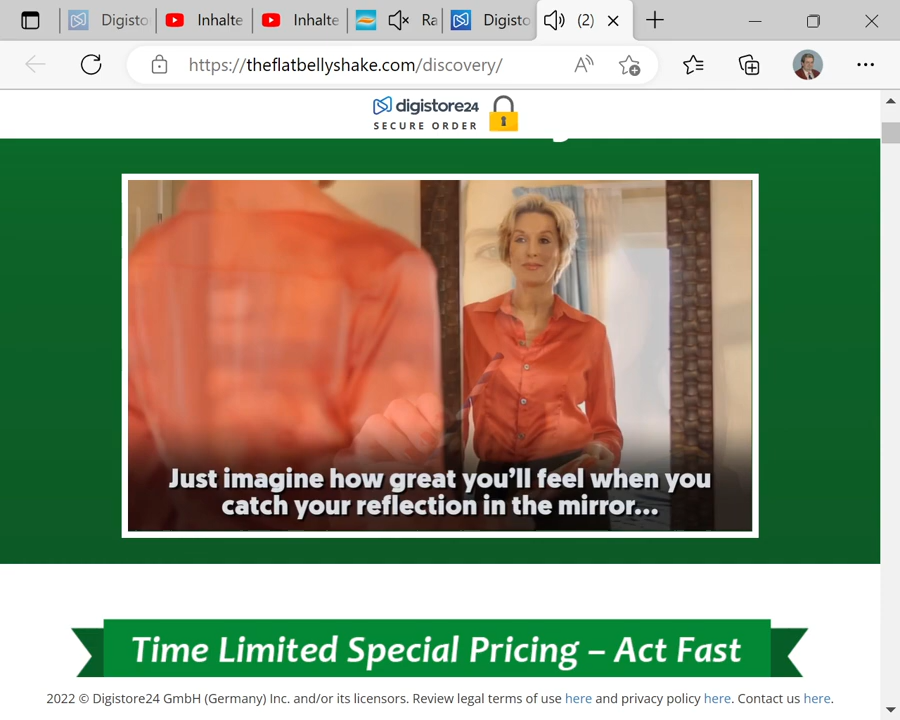 Digisto
Inhalte
Inhalte
Ra
Digisto
(2)
https://theflatbellyshake.com/discovery/
digistore24
SECURE ORDER
Just imagine how great you'll feel when you
catch your reflection in the mirror...
Time Limited Special Pricing – Act Fast
2022 © Digistore24 GmbH (Germany) Inc. and/or its licensors. Review legal terms of use here and privacy policy here. Contact us here.